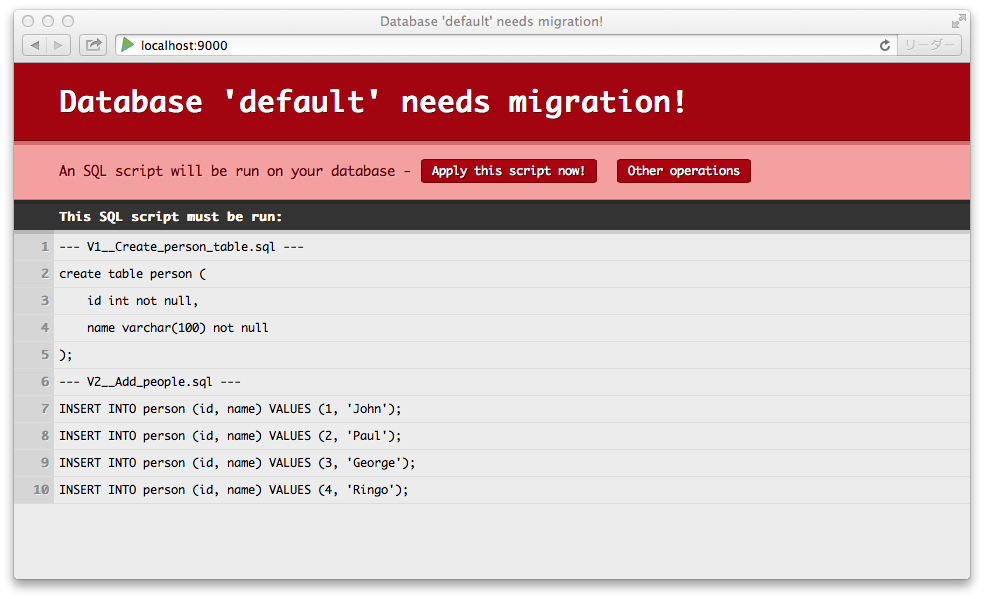 Database 'default' needs migration!
localhost:9000
リーダー
Database 'default' needs migration!
An SQL script will be run on your database - Apply this script now! Other operations
This SQL script must be run:
1 --- V1__Create_person_table.sql ---
2 create table person (
3 id int not null,
4 name varchar(100) not null
5 );
6 --- V2__Add_people.sql ---
7 INSERT INTO person (id, name) VALUES (1, 'John');
8 INSERT INTO person (id, name) VALUES (2, 'Paul');
9 INSERT INTO person (id, name) VALUES (3, 'George');
10 INSERT INTO person (id, name) VALUES (4, 'Ringo');